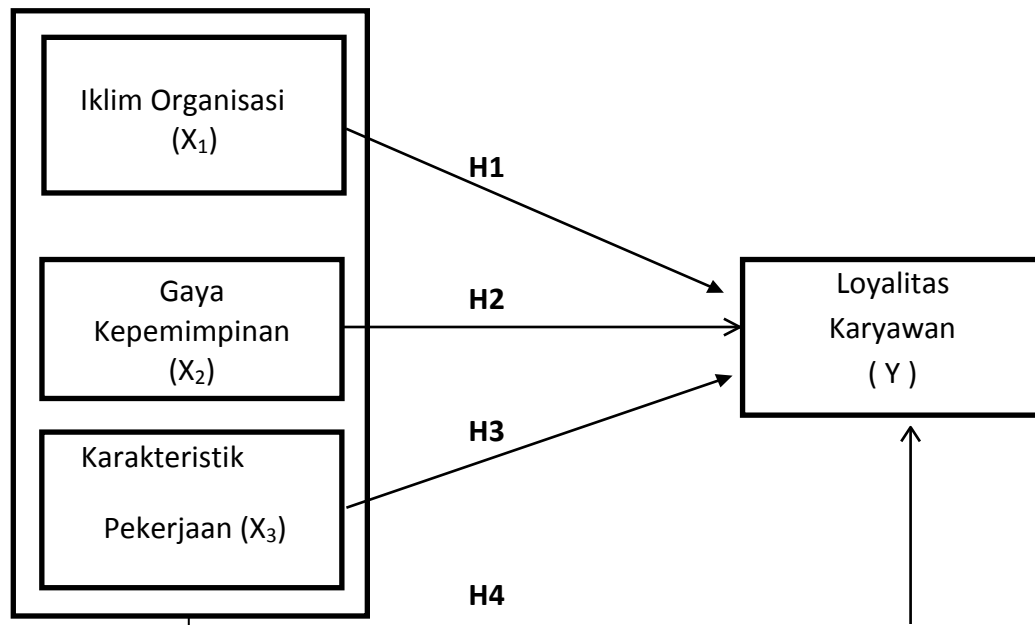 Iklim Organisasi
(X₁)
H1
Gaya
Kepemimpinan
(X₂)
H2
Loyalitas
Karyawan
( Y )
Karakteristik
Pekerjaan (X₃)
H3
H4